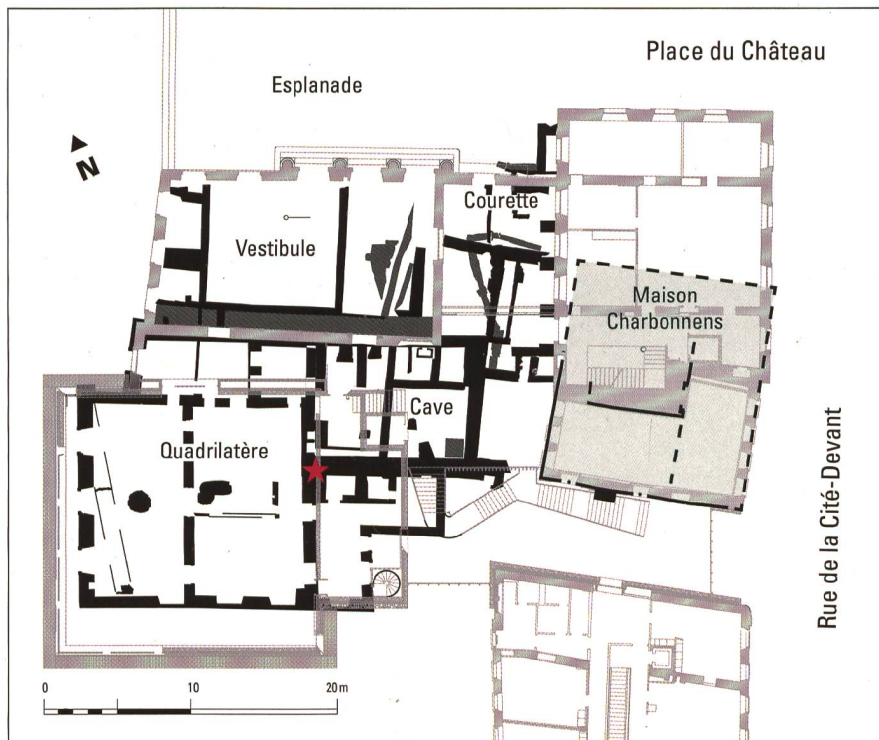 Place du Château
Esplanade
N
Courette
Vestibule
Maison
Charbonnens
Cave
Quadrilatère
Rue de la Cité-Devant
0 10 20 m